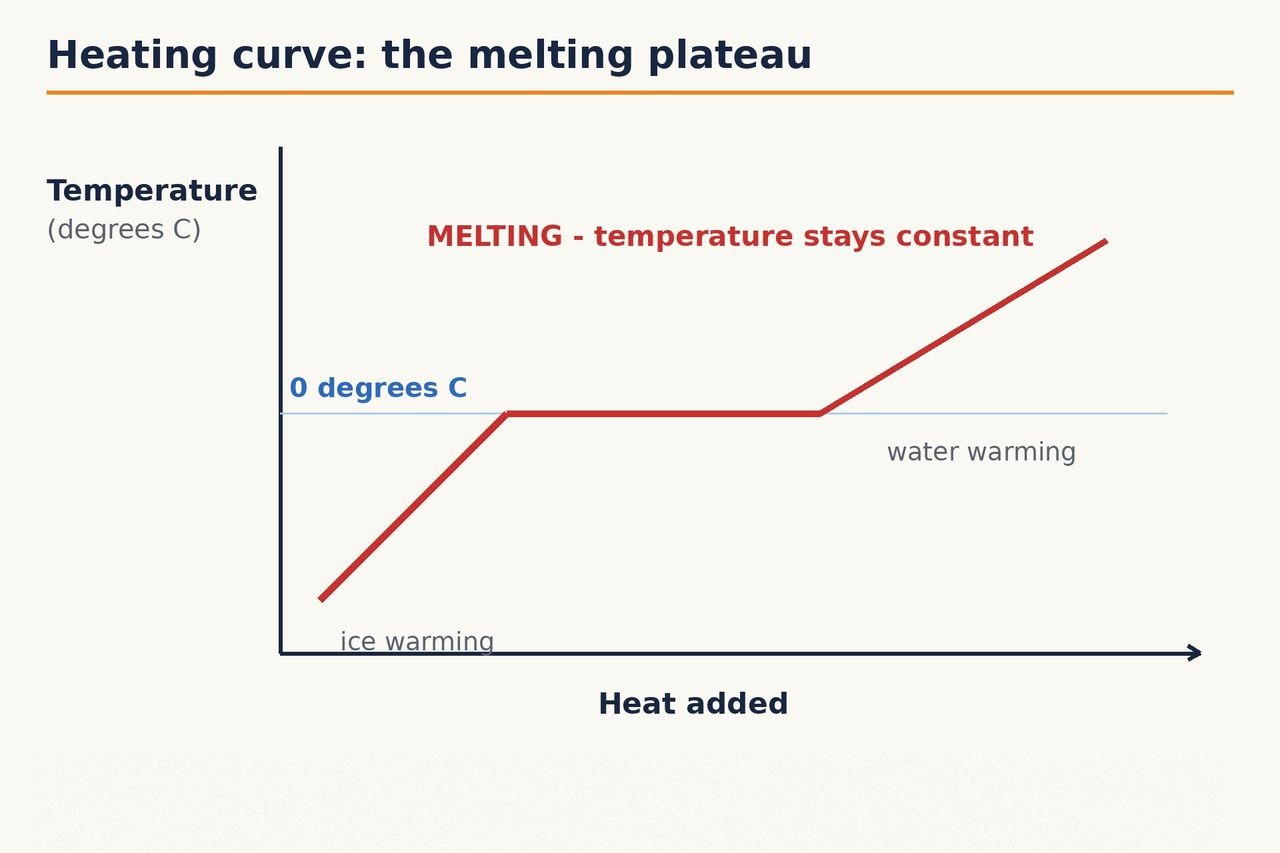 Heating curve: the melting plateau
Temperature
(degrees C)
MELTING - temperature stays constant
0 degrees C
water warming
ice warming
Heat added